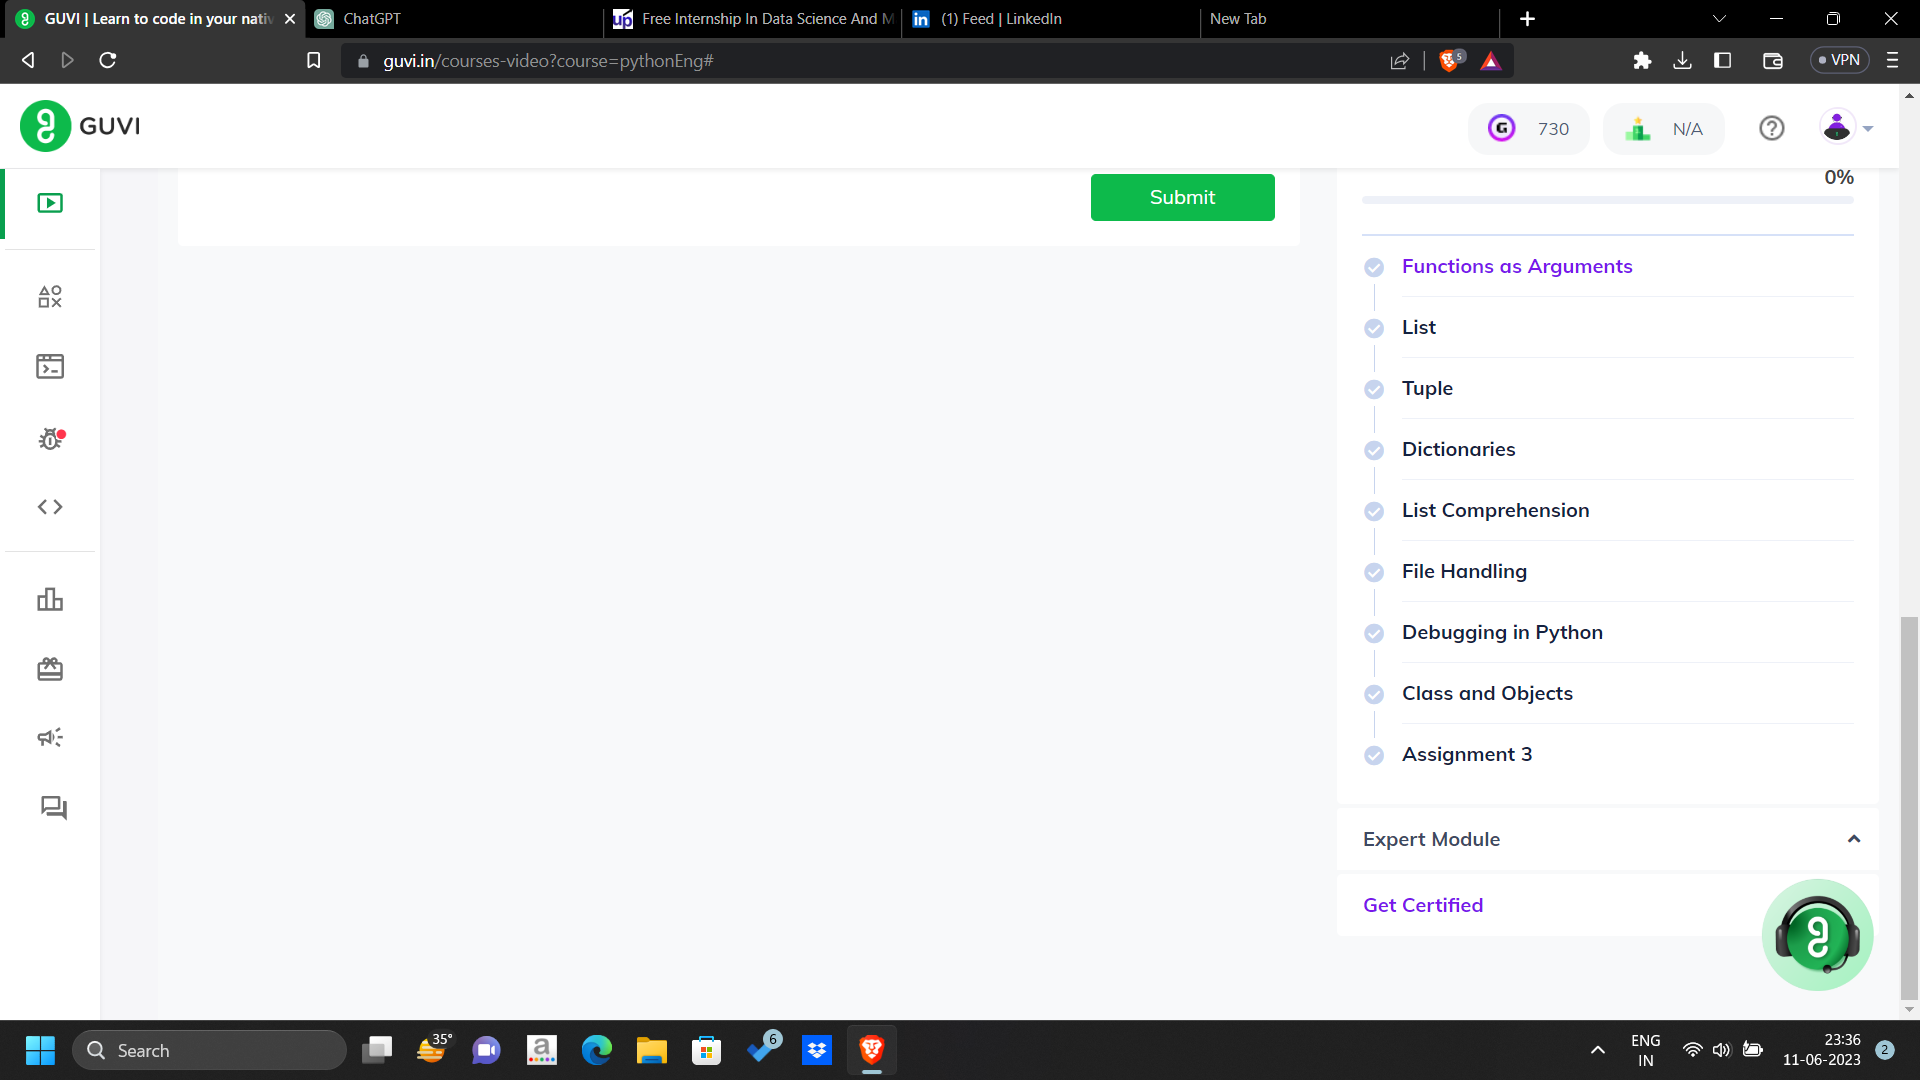 GUVI | Learn to code in your nativ
ChatGPT
Free Internship In Data Science And M
(1) Feed | LinkedIn
New Tab
guvi.in/courses-video?course=pythonEng#
5
VPN
GUVI
730
N/A
0%
Submit
Functions as Arguments
List
Tuple
Dictionaries
List Comprehension
File Handling
Debugging in Python
Class and Objects
Assignment 3
Expert Module
Get Certified
Search
35°
6
ENG
IN
23:36
11-06-2023
2